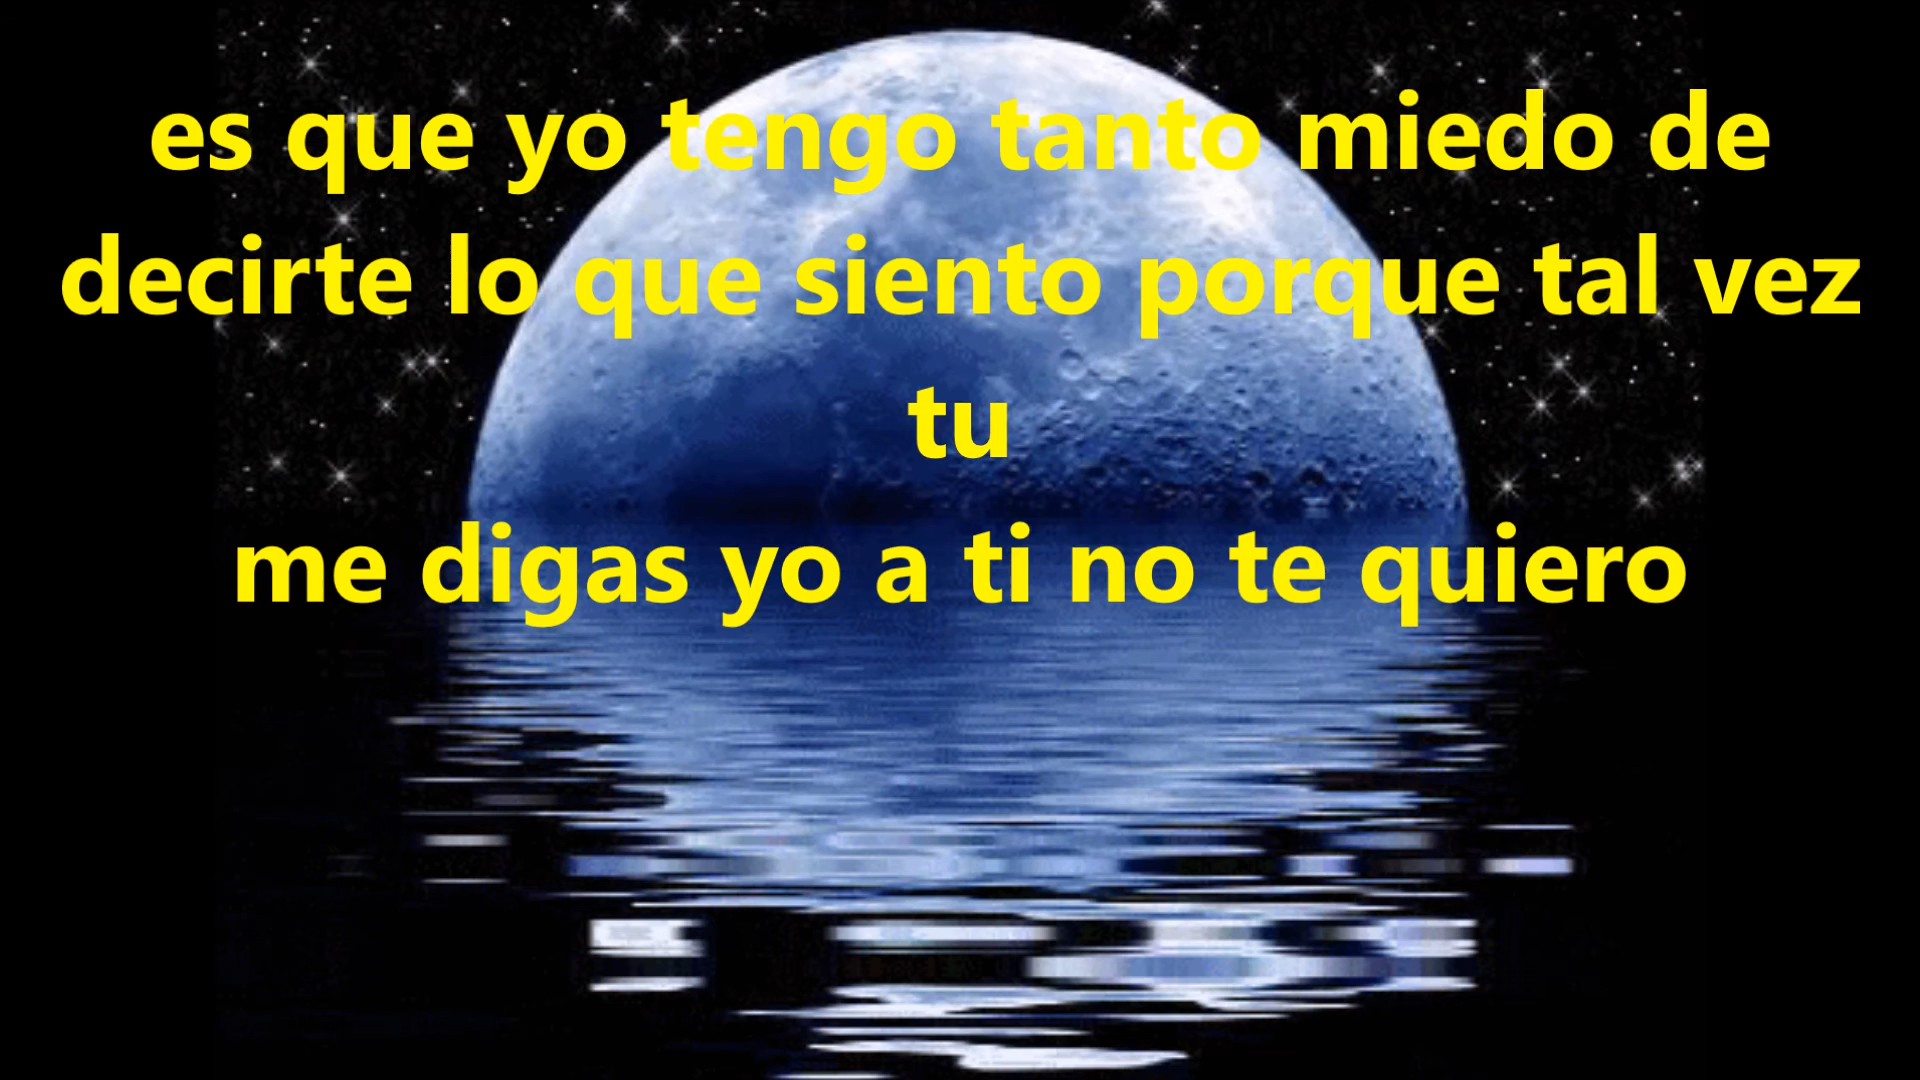 es que yo tengo tanto miedo de
decirte lo que siento porque tal vez
tu
me digas yo a ti no te quiero